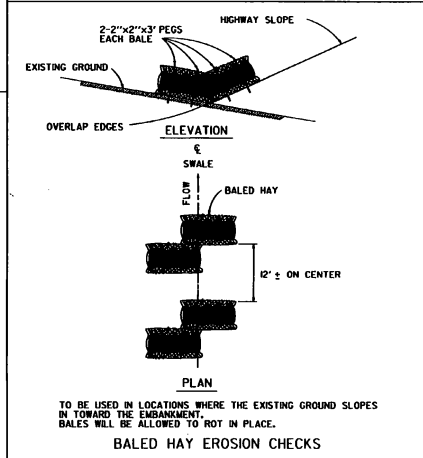 HIGHWAY SLOPE
2-2"x2"x3' PEGS
EACH BALE
EXISTING GROUND
OVERLAP EDGES
ELEVATION
℄
SWALE
FLOW
BALED HAY
12' ± ON CENTER
PLAN
TO BE USED IN LOCATIONS WHERE THE EXISTING GROUND SLOPES
IN TOWARD THE EMBANKMENT.
BALES WILL BE ALLOWED TO ROT IN PLACE.
BALED HAY EROSION CHECKS